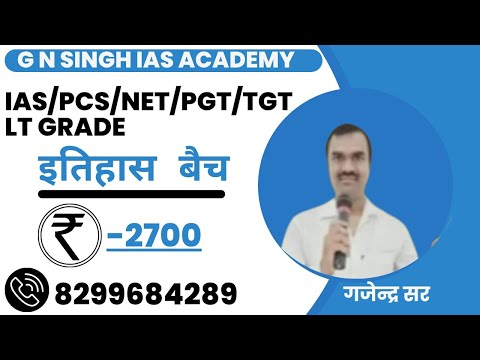 G N SINGH IAS ACADEMY
IAS/PCS/NET/PGT/TGT
LT GRADE
इतिहास बैच
₹ -2700
8299684289
गजेन्द्र सर